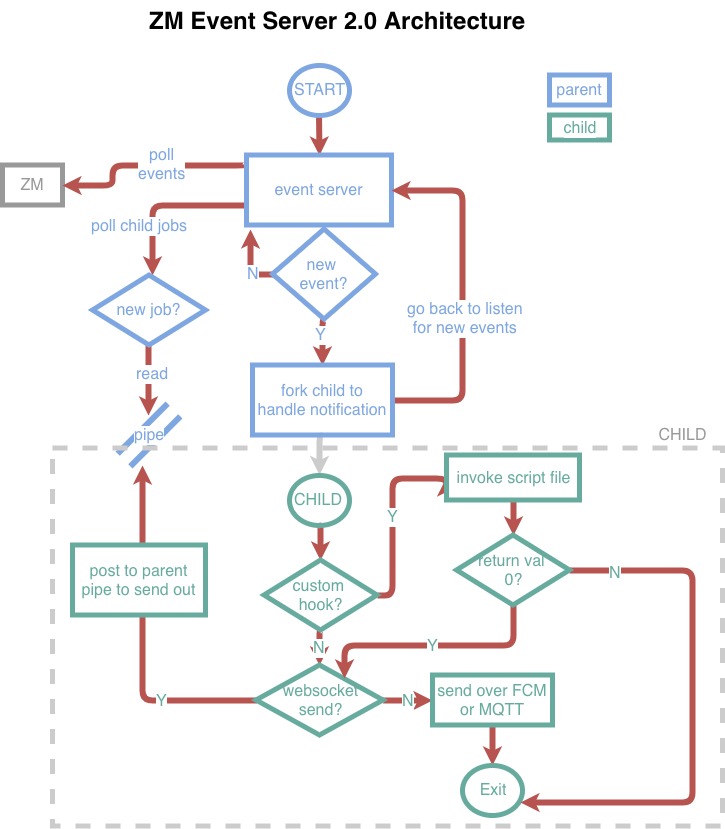 ZM Event Server 2.0 Architecture
START
parent
child
poll
events
ZM
event server
poll child jobs
new
event?
N
new job?
go back to listen
for new events
Y
read
fork child to
handle notification
pipe
CHILD
CHILD
invoke script file
Y
return val
0?
N
post to parent
pipe to send out
custom
hook?
N
Y
websocket
send?
Y
N
send over FCM
or MQTT
Exit